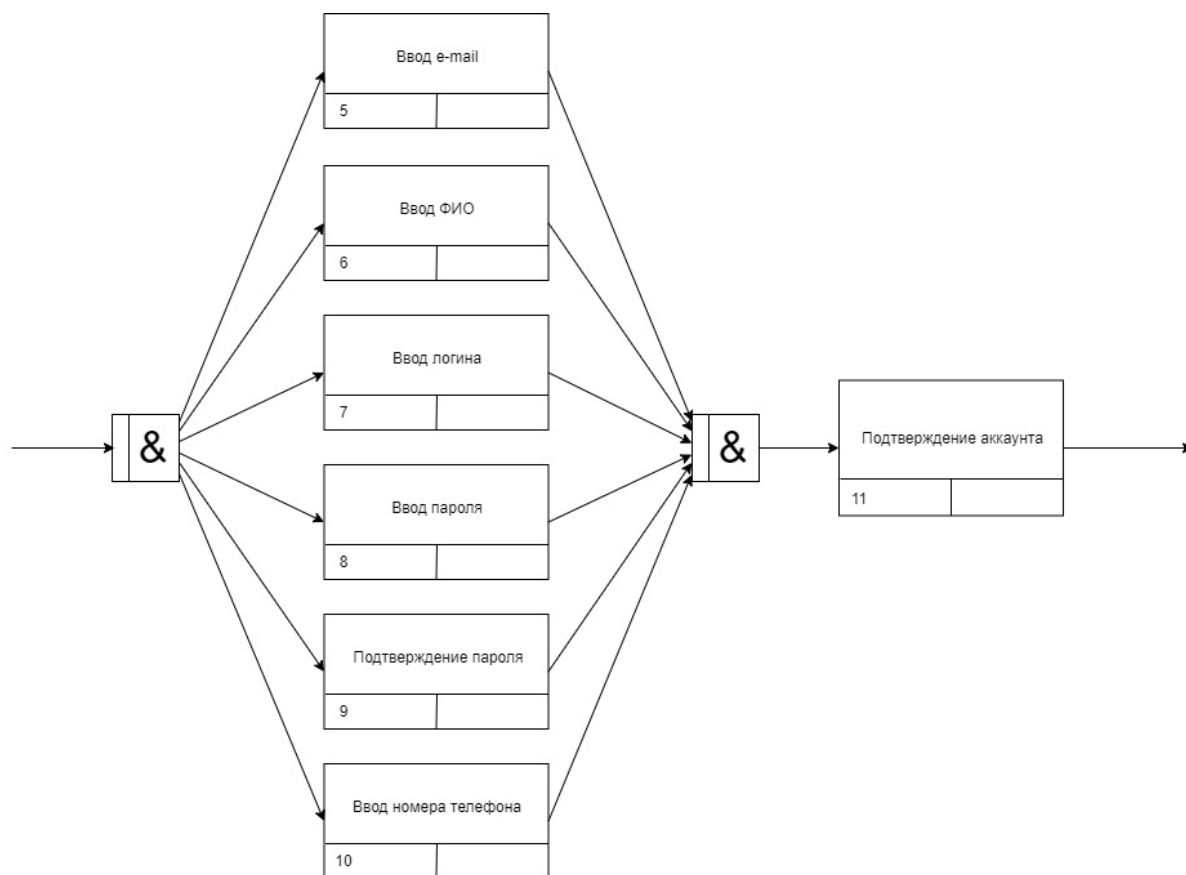 Ввод e-mail
5
Ввод ФИО
6
Ввод логина
7
&
Ввод пароля
8
Подтверждение пароля
9
Ввод номера телефона
10
&
Подтверждение аккаунта
11